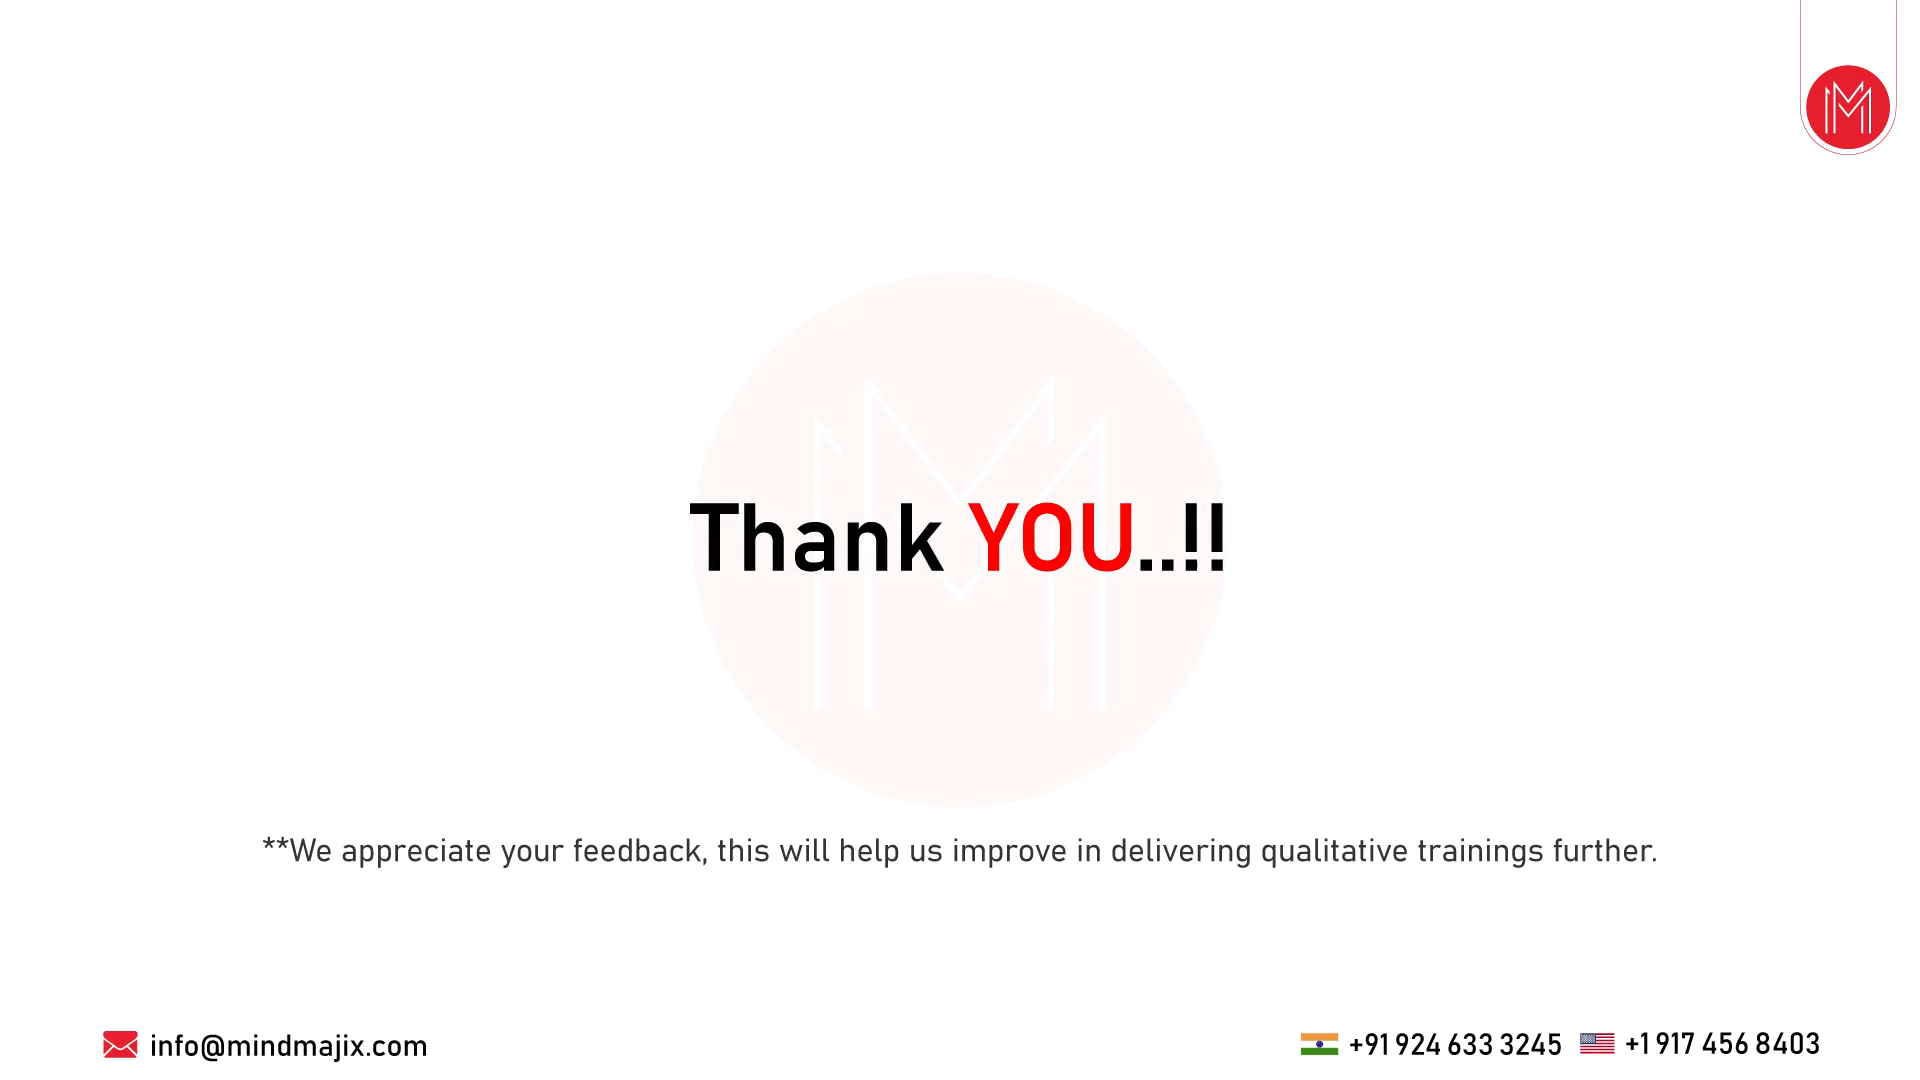 Thank YOU..!!
**We appreciate your feedback, this will help us improve in delivering qualitative trainings further.
info@mindmajix.com
+91 924 633 3245
+1 917 456 8403